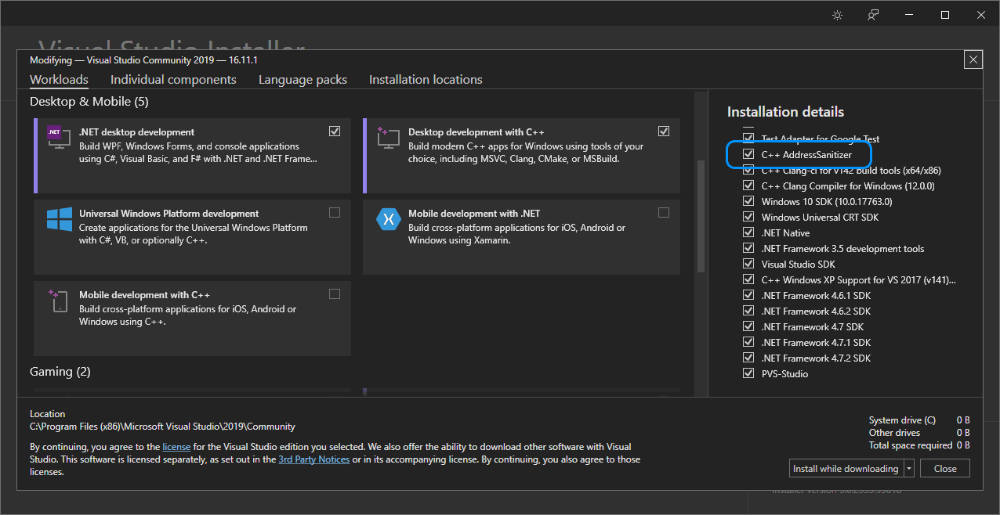 Visual Studio Installer
Modifying — Visual Studio Community 2019 — 16.11.1
Workloads
Individual components
Language packs
Installation locations
Desktop & Mobile (5)
.NET
.NET desktop development
Build WPF, Windows Forms, and console applications
using C#, Visual Basic, and F# with .NET and .NET Frame...
Desktop development with C++
Build modern C++ apps for Windows using tools of your
choice, including MSVC, Clang, CMake, or MSBuild.
Universal Windows Platform development
Create applications for the Universal Windows Platform
with C#, VB, or optionally C++.
Mobile development with .NET
Build cross-platform applications for iOS, Android or
Windows using Xamarin.
Mobile development with C++
Build cross-platform applications for iOS, Android or
Windows using C++.
Gaming (2)
Installation details
Test Adapter for Google Test
C++ AddressSanitizer
C++ Clang-cl for v142 build tools (x64/x86)
C++ Clang Compiler for Windows (12.0.0)
Windows 10 SDK (10.0.17763.0)
Windows Universal CRT SDK
.NET Native
.NET Framework 3.5 development tools
Visual Studio SDK
C++ Windows XP Support for VS 2017 (v141)...
.NET Framework 4.6.1 SDK
.NET Framework 4.6.2 SDK
.NET Framework 4.7 SDK
.NET Framework 4.7.1 SDK
.NET Framework 4.7.2 SDK
PVS-Studio
Location
C:\Program Files (x86)\Microsoft Visual Studio\2019\Community
By continuing, you agree to the license for the Visual Studio edition you selected. We also offer the ability to download other software with Visual
Studio. This software is licensed separately, as set out in the 3rd Party Notices or in its accompanying license. By continuing, you also agree to those
licenses.
System drive (C) 0 B
Other drives 0 B
Total space required 0 B
Install while downloading
Close